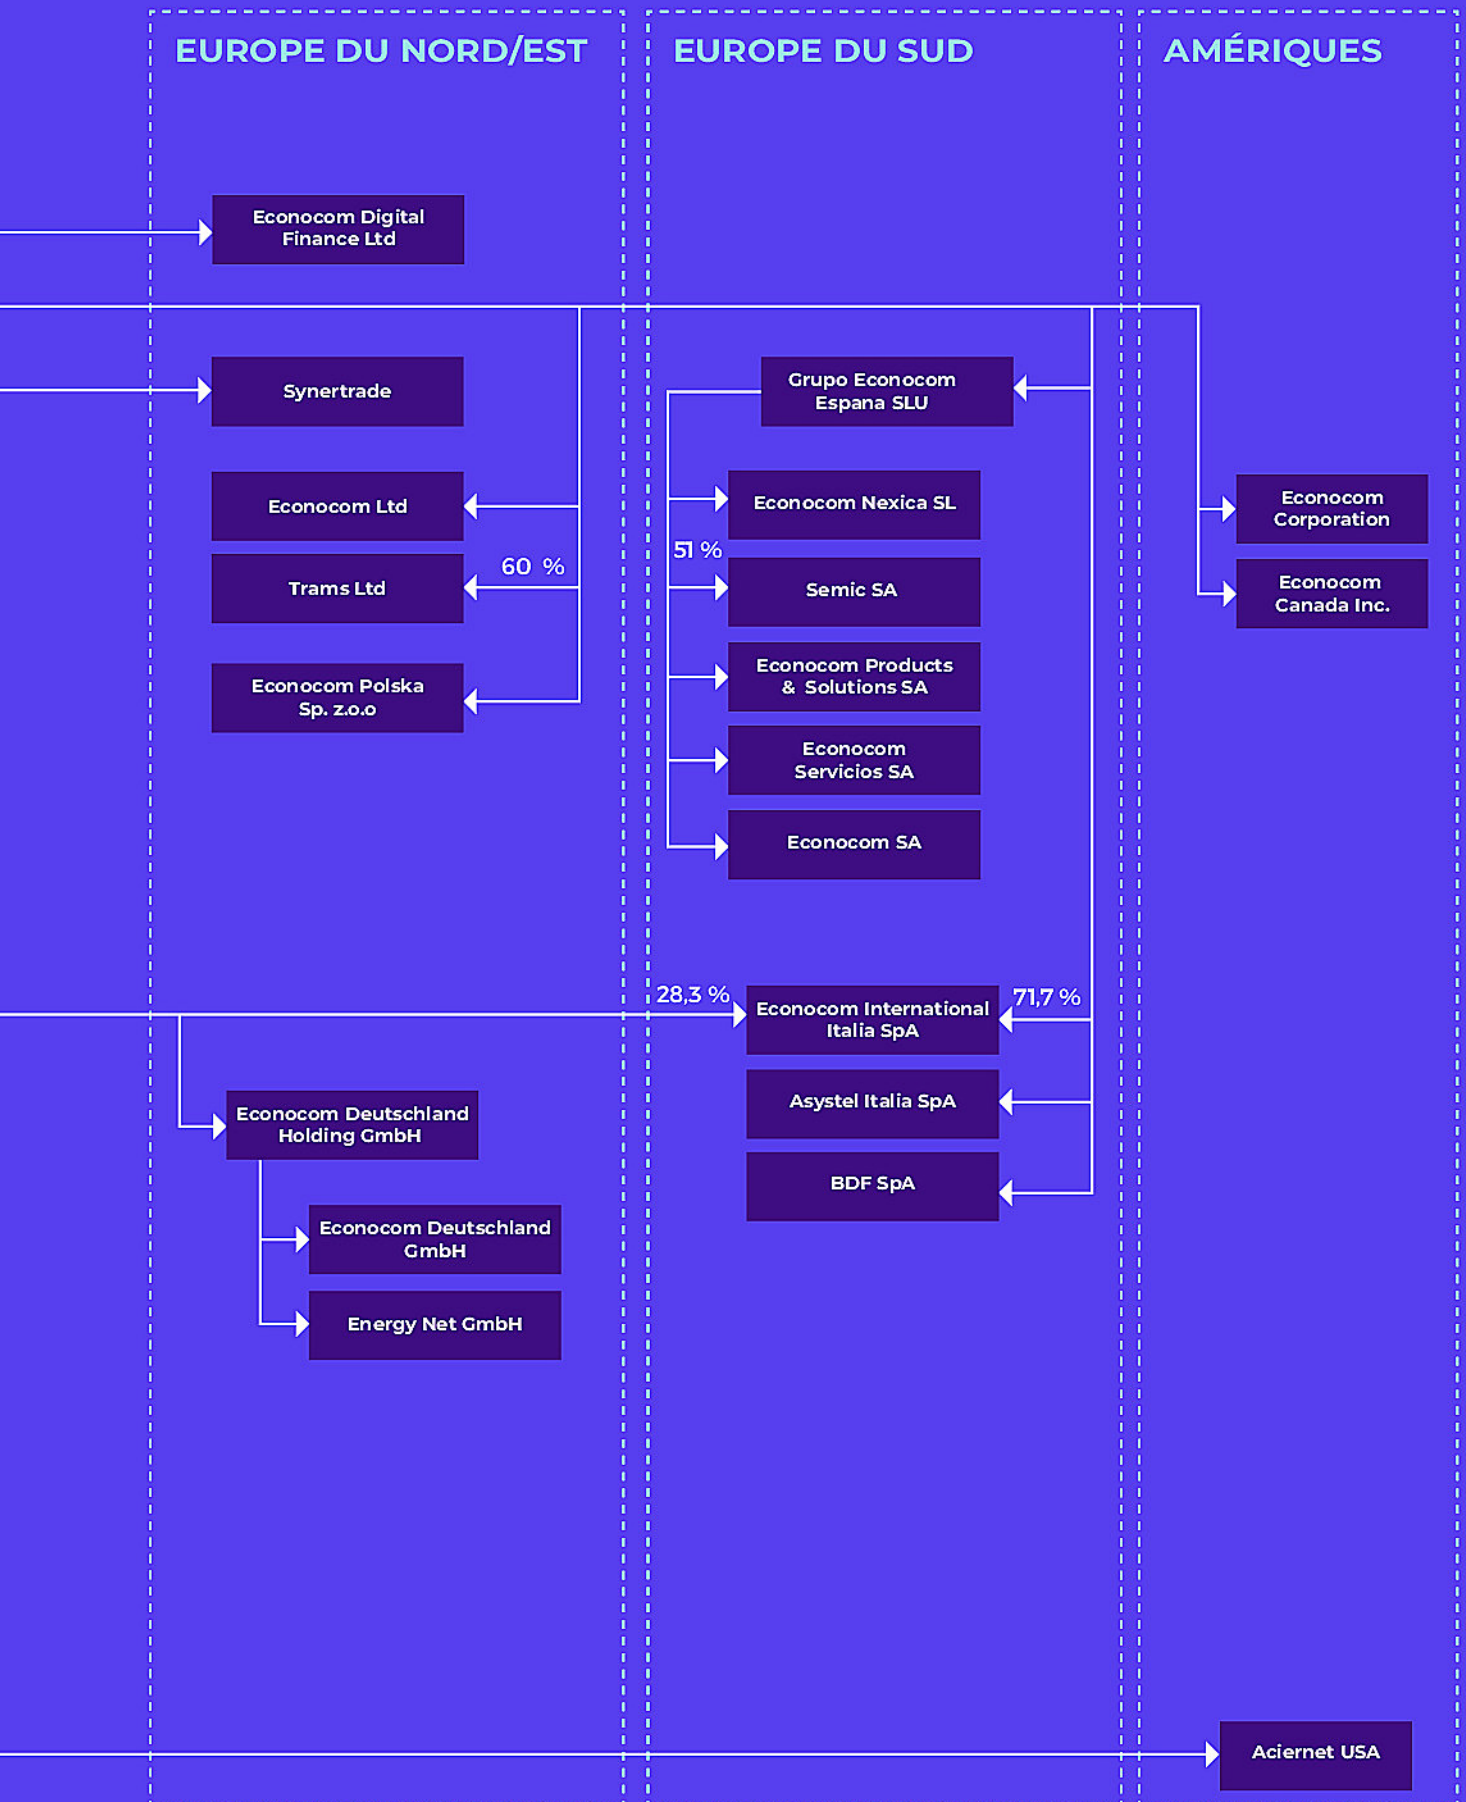 EUROPE DU NORD/EST
Econocom Digital
Finance Ltd
Synertrade
Econocom Ltd
60 %
Trams Ltd
Econocom Polska
Sp. z.o.o
Econocom Deutschland
Holding GmbH
Econocom Deutschland
GmbH
Energy Net GmbH
EUROPE DU SUD
Grupo Econocom
Espana SLU
Econocom Nexica SL
51 %
Semic SA
Econocom Products
& Solutions SA
Econocom
Servicios SA
Econocom SA
28,3 %
Econocom International
Italia SpA
71,7 %
Asystel Italia SpA
BDF SpA
AMÉRIQUES
Econocom
Corporation
Econocom
Canada Inc.
Aciernet USA